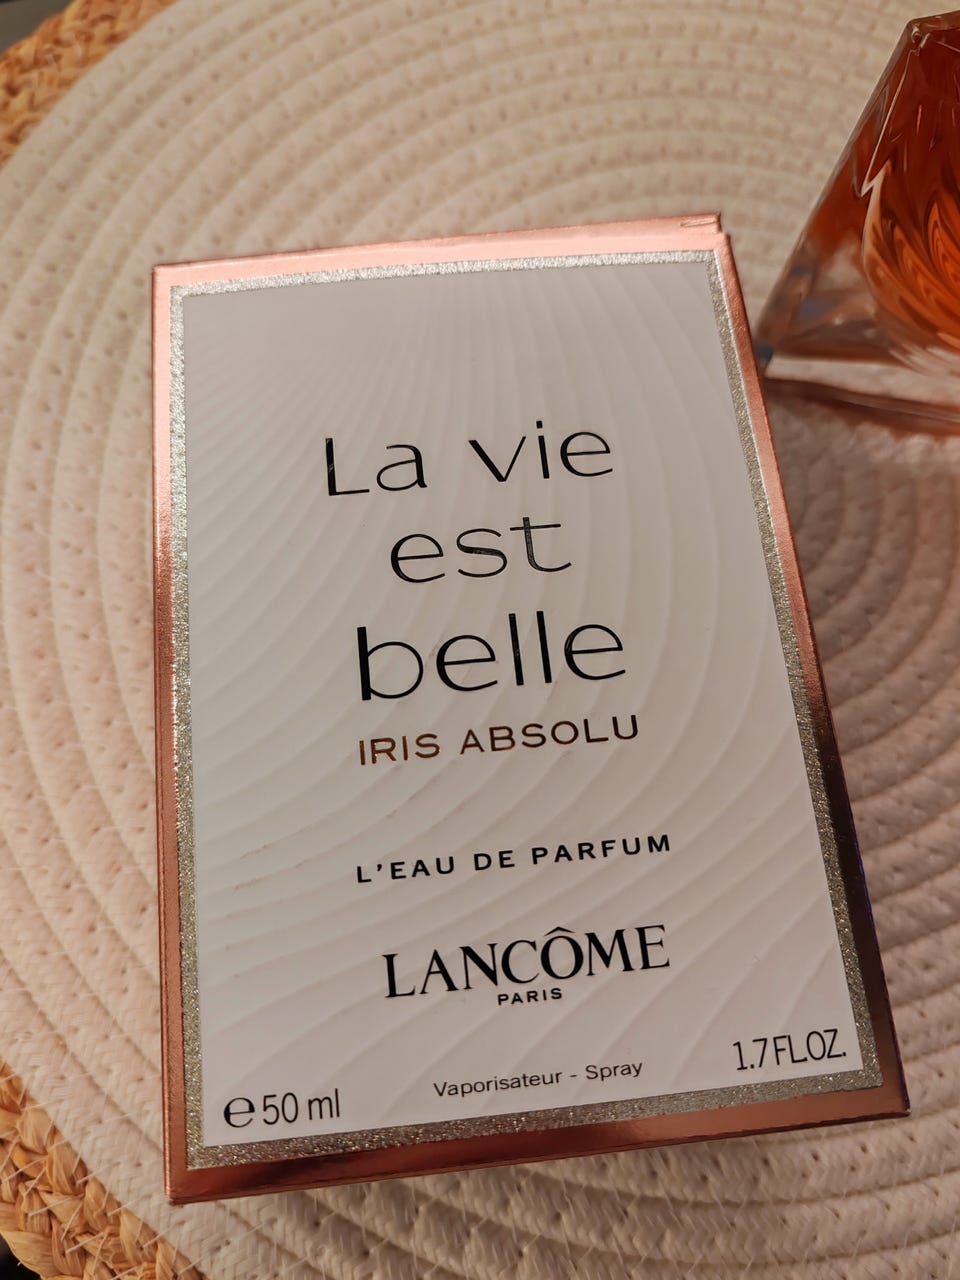 La vie
est
belle
IRIS ABSOLU
L'EAU DE PARFUM
LANCÔME
PARIS
Vaporisateur - Spray
℮ 50 ml
1.7 FL.OZ.